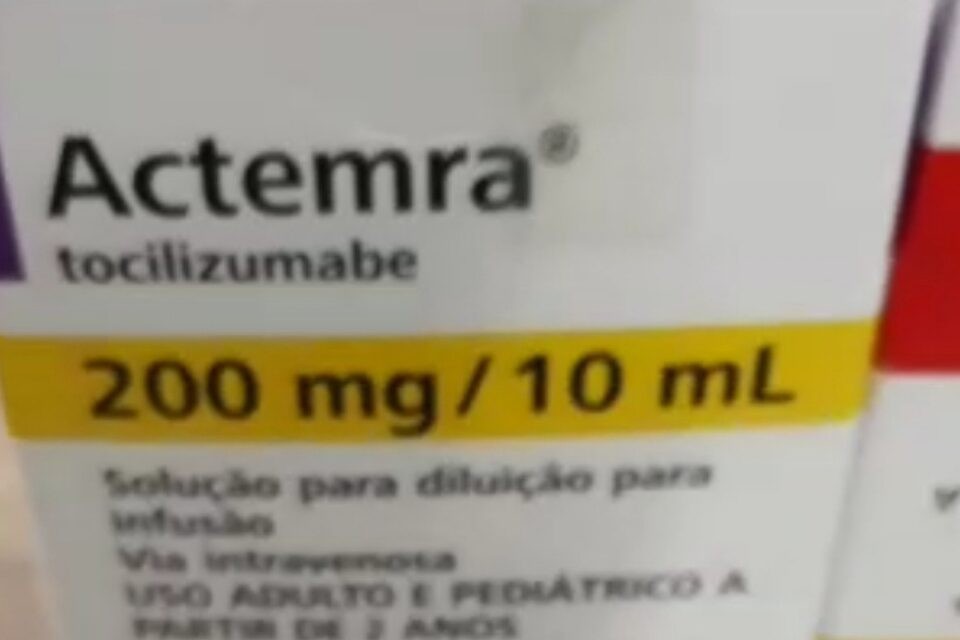 Actemra®
tocilizumabe
200 mg/10 mL
Solução para diluição para
infusão
Via intravenosa
USO ADULTO E PEDIÁTRICO A
PARTIR DE 2 ANOS